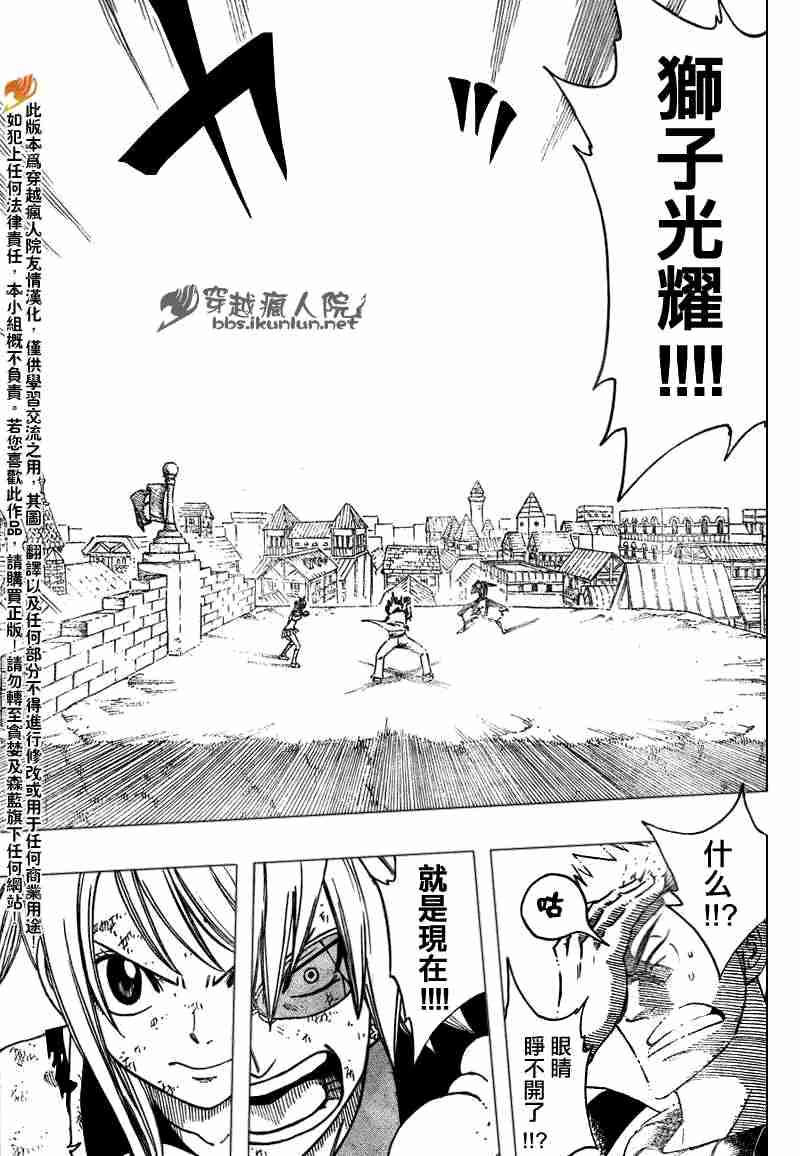 獅子光耀!!!!
穿越瘋人院
bbs.ikunlun.net
此版本爲穿越瘋人院友情漢化，僅供學習交流之用，其圖、翻譯以及任何部分不得進行修改或用于任何商業用途！
如犯上任何法律責任，本小組概不負責。若您喜歡此作品，請購買正版！請勿轉至貪婪及森藍旗下任何網站！
什么!!?
咕
眼睛
睜不開了!!?
就是現在!!!!